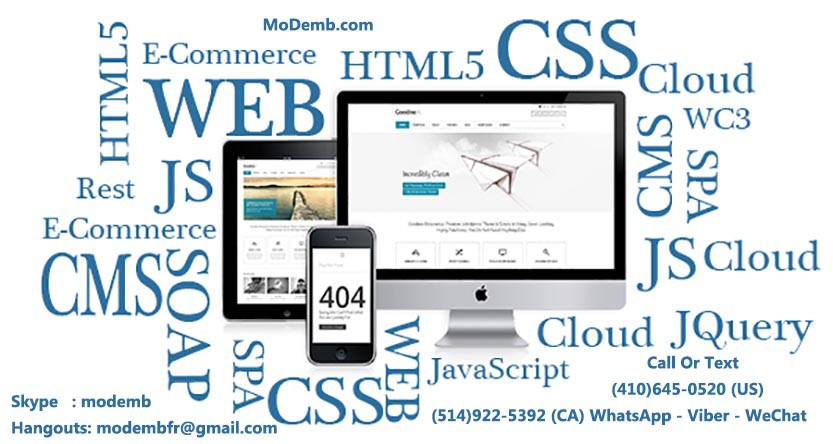 MoDemb.com
HTML5
E-Commerce
HTML5
CSS
WEB
Cloud
WC3
CMS
SPA
Rest
JS
E-Commerce
CMS
SOAP
Incredibly Clean
404
JS
Cloud
Cloud
JQuery
SPA
CSS
WEB
JavaScript
Call Or Text
(410)645-0520 (US)
(514)922-5392 (CA) WhatsApp - Viber - WeChat
Skype : modemb
Hangouts: modembfr@gmail.com